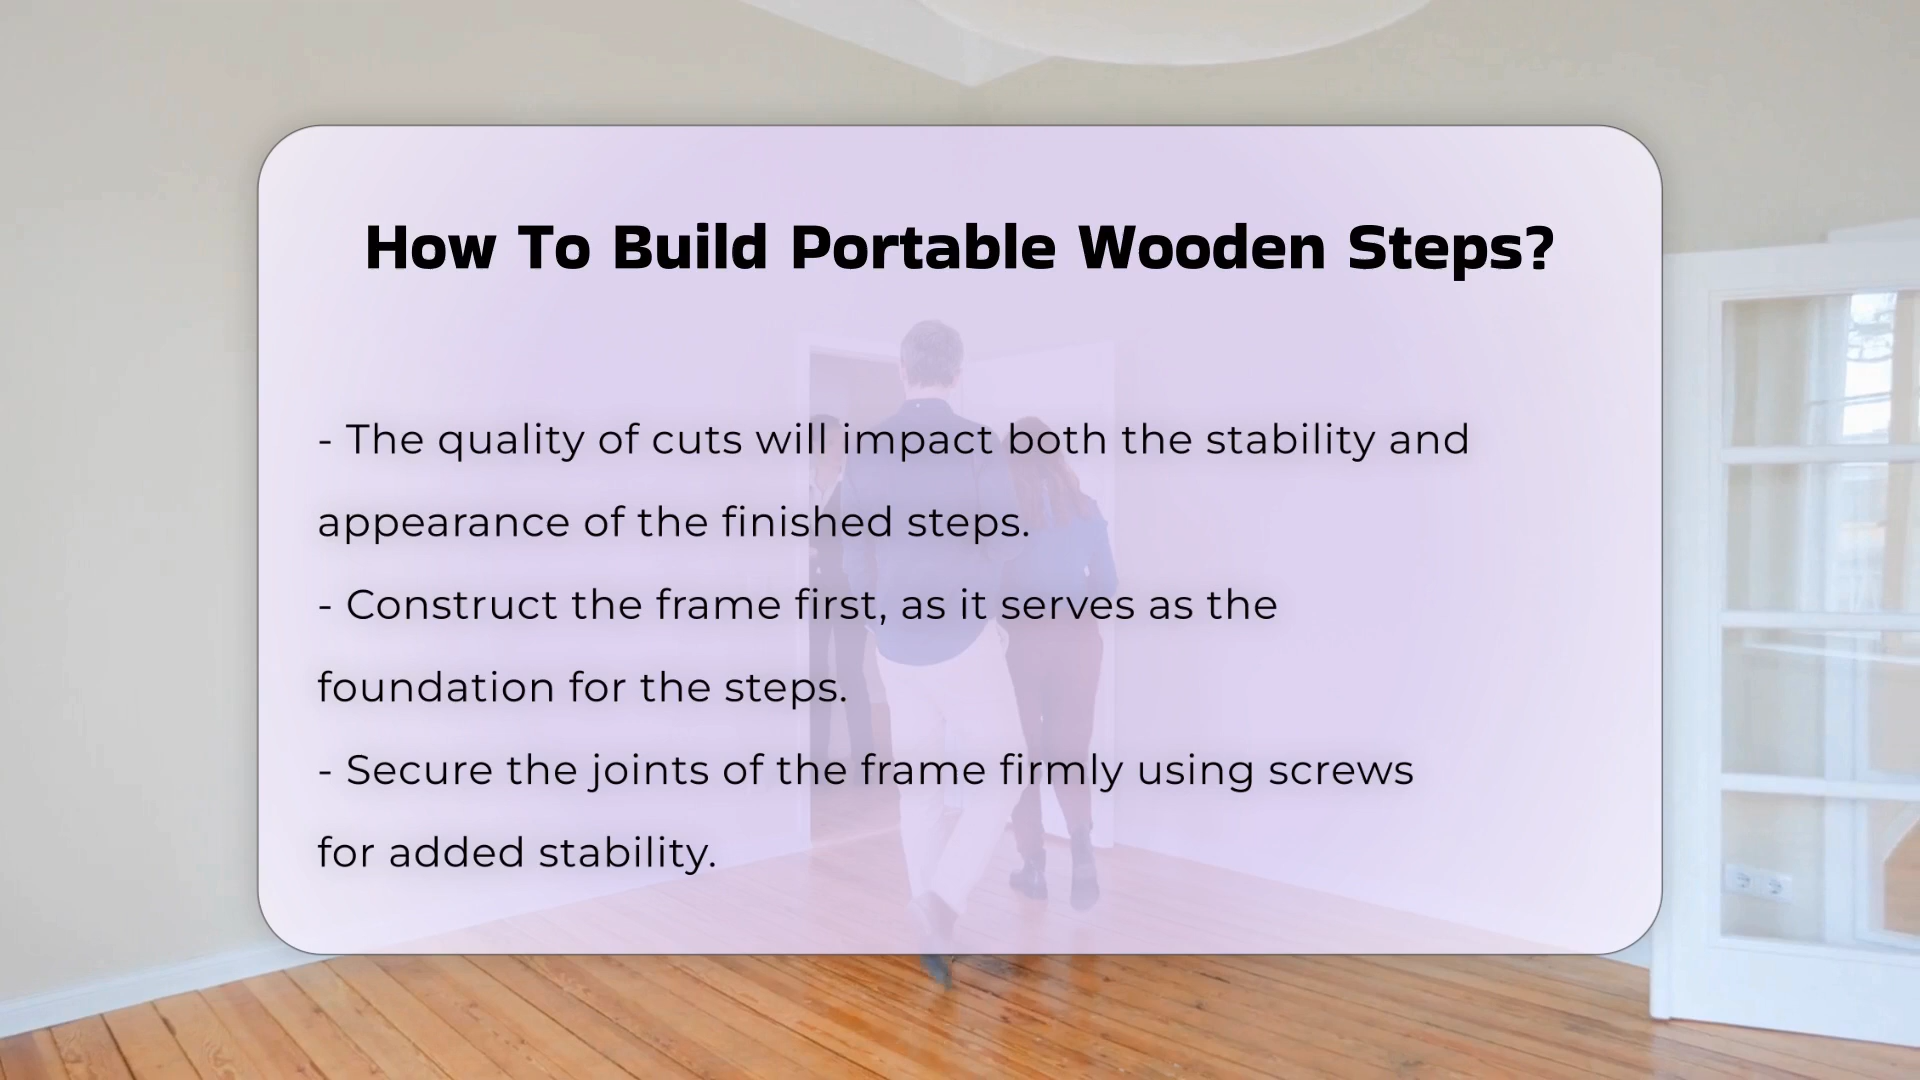 How To Build Portable Wooden Steps?
- The quality of cuts will impact both the stability and
appearance of the finished steps.
- Construct the frame first, as it serves as the
foundation for the steps.
- Secure the joints of the frame firmly using screws
for added stability.